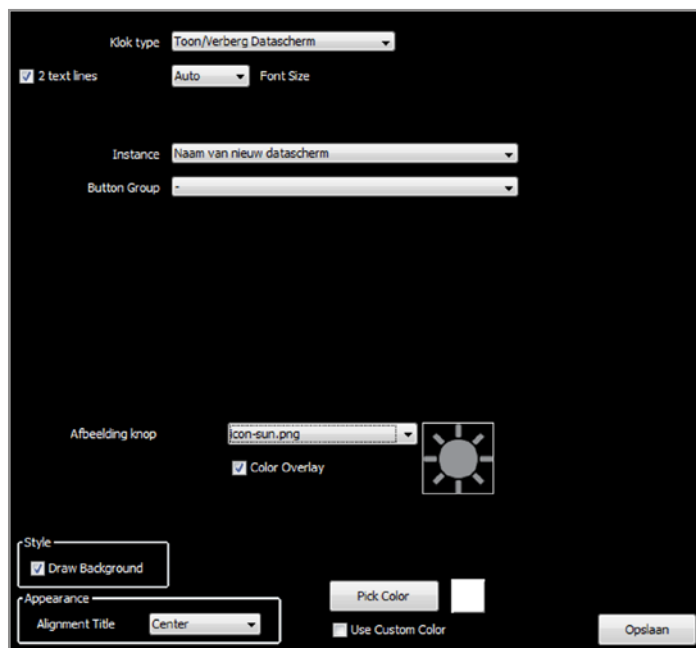 Klok type Toon/Verberg Datascherm
2 text lines Auto Font Size
Instance Naam van nieuw datascherm
Button Group -
Afbeelding knop icon-sun.png
Color Overlay
Style
Draw Background
Appearance
Alignment Title Center
Pick Color
Use Custom Color
Opslaan